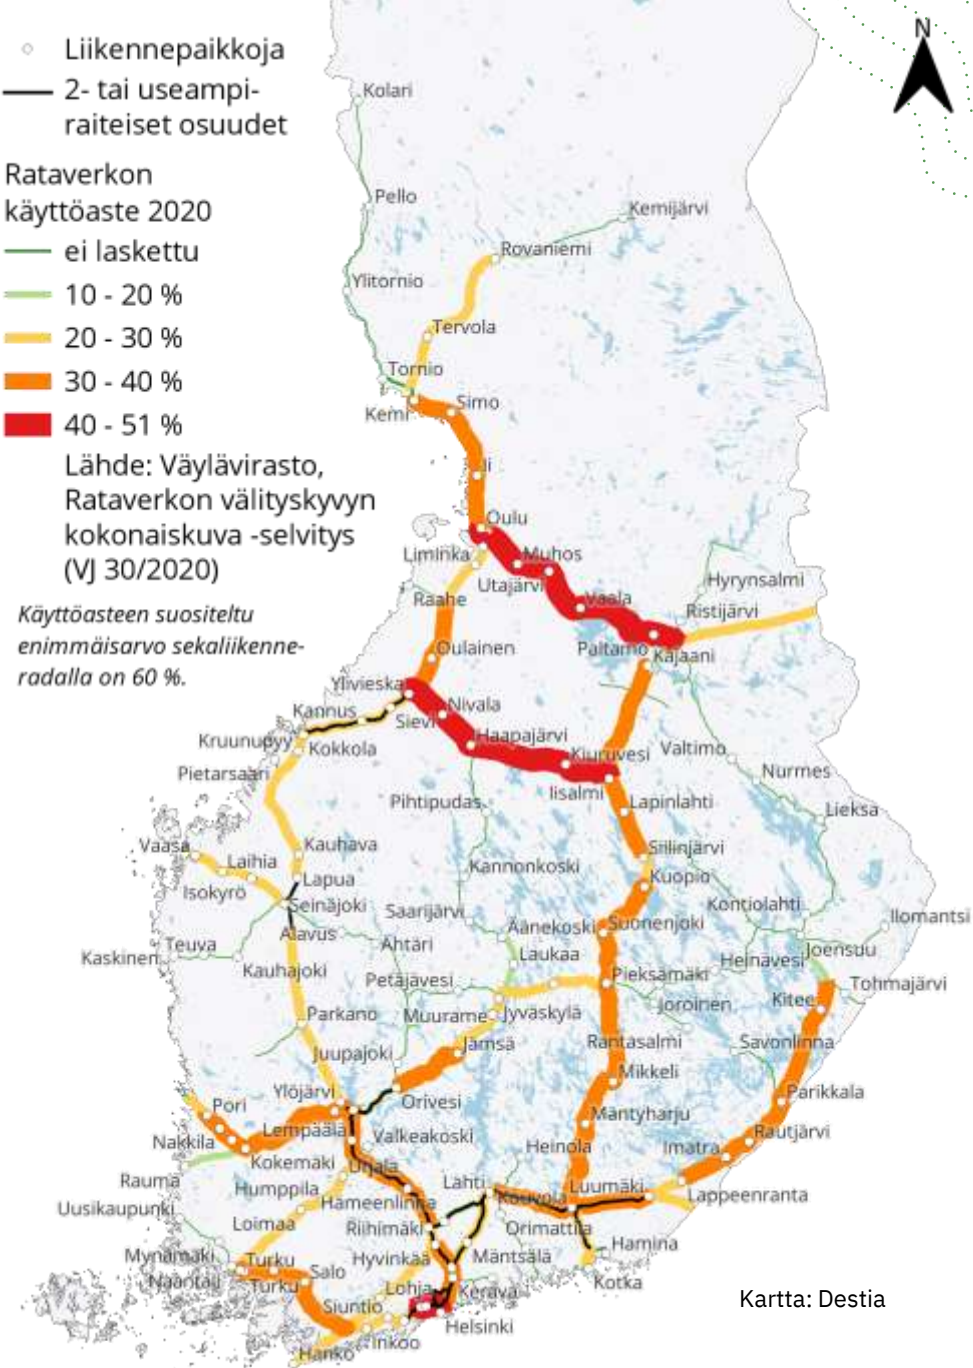 Liikennepaikkoja
2- tai useampi-
raiteiset osuudet
Rataverkon
käyttöaste 2020
ei laskettu
10 - 20 %
20 - 30 %
30 - 40 %
40 - 51 %
Lähde: Väylävirasto,
Rataverkon välityskyvyn
kokonaiskuva -selvitys
(VJ 30/2020)
Käyttöasteen suositeltu
enimmäisarvo sekaliikenne-
radalla on 60 %.
N
Kolari
Pello
Kemijärvi
Rovaniemi
Ylitornio
Tervola
Tornio
Kemi
Simo
Ii
Oulu
Liminka
Muhos
Utajärvi
Hyrynsalmi
Raahe
Vaala
Ristijärvi
Oulainen
Paltamo
Kajaani
Ylivieska
Nivala
Kannus
Sievi
Haapajärvi
Kruunupyy
Kokkola
Kiuruvesi
Valtimo
Pietarsaari
Nurmes
Iisalmi
Pihtipudas
Lapinlahti
Lieksa
Vaasa
Kauhava
Siilinjärvi
Laihia
Kannonkoski
Kuopio
Isokyrö
Lapua
Seinäjoki
Saarijärvi
Kontiolahti
Ilomantsi
Alavus
Äänekoski
Suonenjoki
Teuva
Ähtäri
Joensuu
Kaskinen
Laukaa
Heinävesi
Kauhajoki
Petäjävesi
Pieksämäki
Tohmajärvi
Kitee
Parkano
Muurame
Jyväskylä
Joroinen
Juupajoki
Jämsä
Rantasalmi
Savonlinna
Mikkeli
Ylöjärvi
Orivesi
Parikkala
Pori
Mäntyharju
Nakkila
Lempäälä
Valkeakoski
Rautjärvi
Heinola
Imatra
Kokemäki
Urjala
Rauma
Humppila
Lahti
Luumäki
Hämeenlinna
Kouvola
Lappeenranta
Uusikaupunki
Loimaa
Riihimäki
Orimattila
Mynämäki
Hyvinkää
Mäntsälä
Hamina
Turku
Naantali
Turku
Salo
Kotka
Lohja
Kerava
Siuntio
Helsinki
Inkoo
Hanko
Kartta: Destia